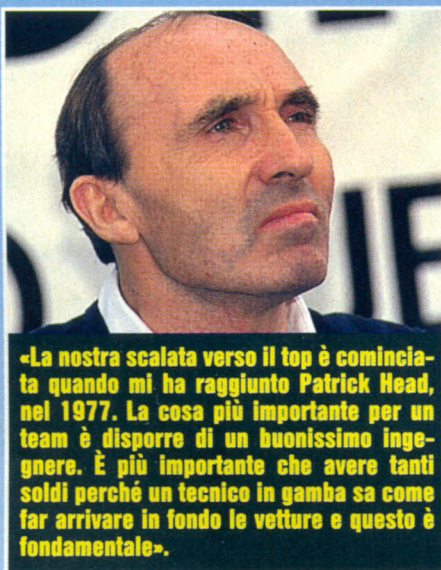 «La nostra scalata verso il top è comincia-
ta quando mi ha raggiunto Patrick Head,
nel 1977. La cosa più importante per un
team è disporre di un buonissimo inge-
gnere. È più importante che avere tanti
soldi perché un tecnico in gamba sa come
far arrivare in fondo le vetture e questo è
fondamentale».